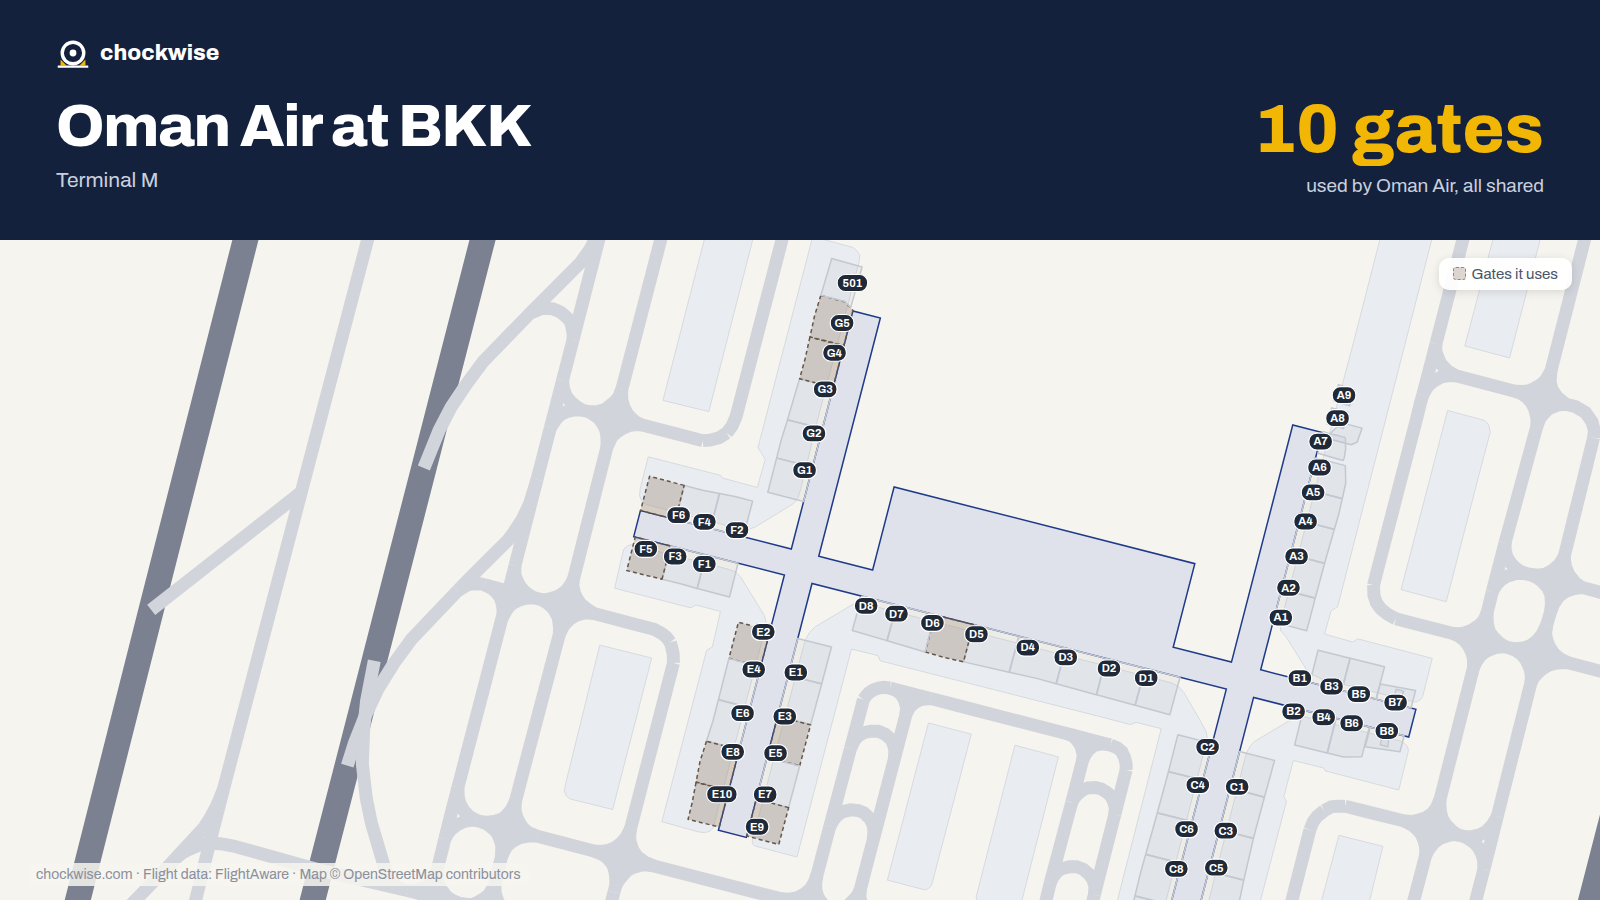 chockwise
Oman Air at BKK
Terminal M
10 gates
used by Oman Air, all shared
Gates it uses
501
G5
G4
G3
G2
G1
F6
F4
F2
F5
F3
F1
E2
E4
E1
E6
E3
E8
E5
E10
E7
E9
D8
D7
D6
D5
D4
D3
D2
D1
A9
A8
A7
A6
A5
A4
A3
A2
A1
B1
B3
B5
B7
B2
B4
B6
B8
C2
C4
C1
C6
C3
C8
C5
chockwise.com · Flight data: FlightAware · Map © OpenStreetMap contributors